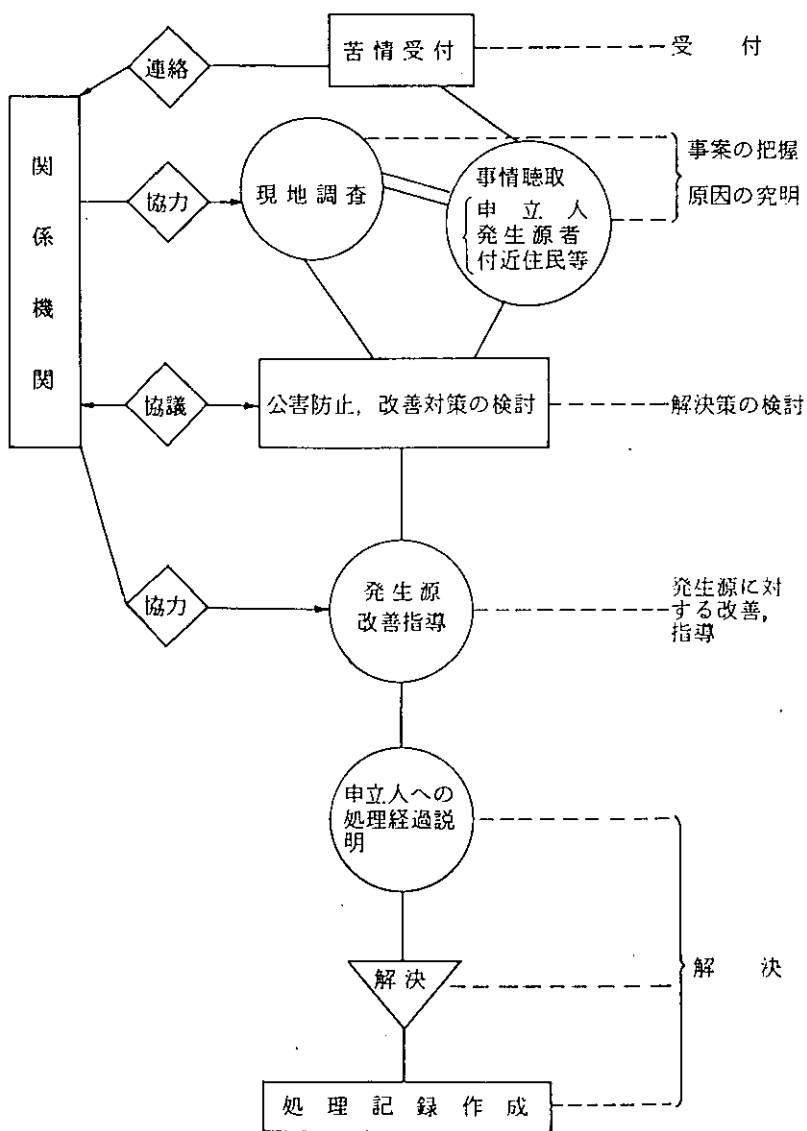 苦情受付
受付
連絡
関係機関
協力
現地調査
事情聴取
申立人
発生源者
付近住民等
事案の把握
原因の究明
協議
公害防止,改善対策の検討
解決策の検討
協力
発生源
改善指導
発生源に対
する改善,
指導
申立人への
処理経過説
明
解決
解決
処理記録作成